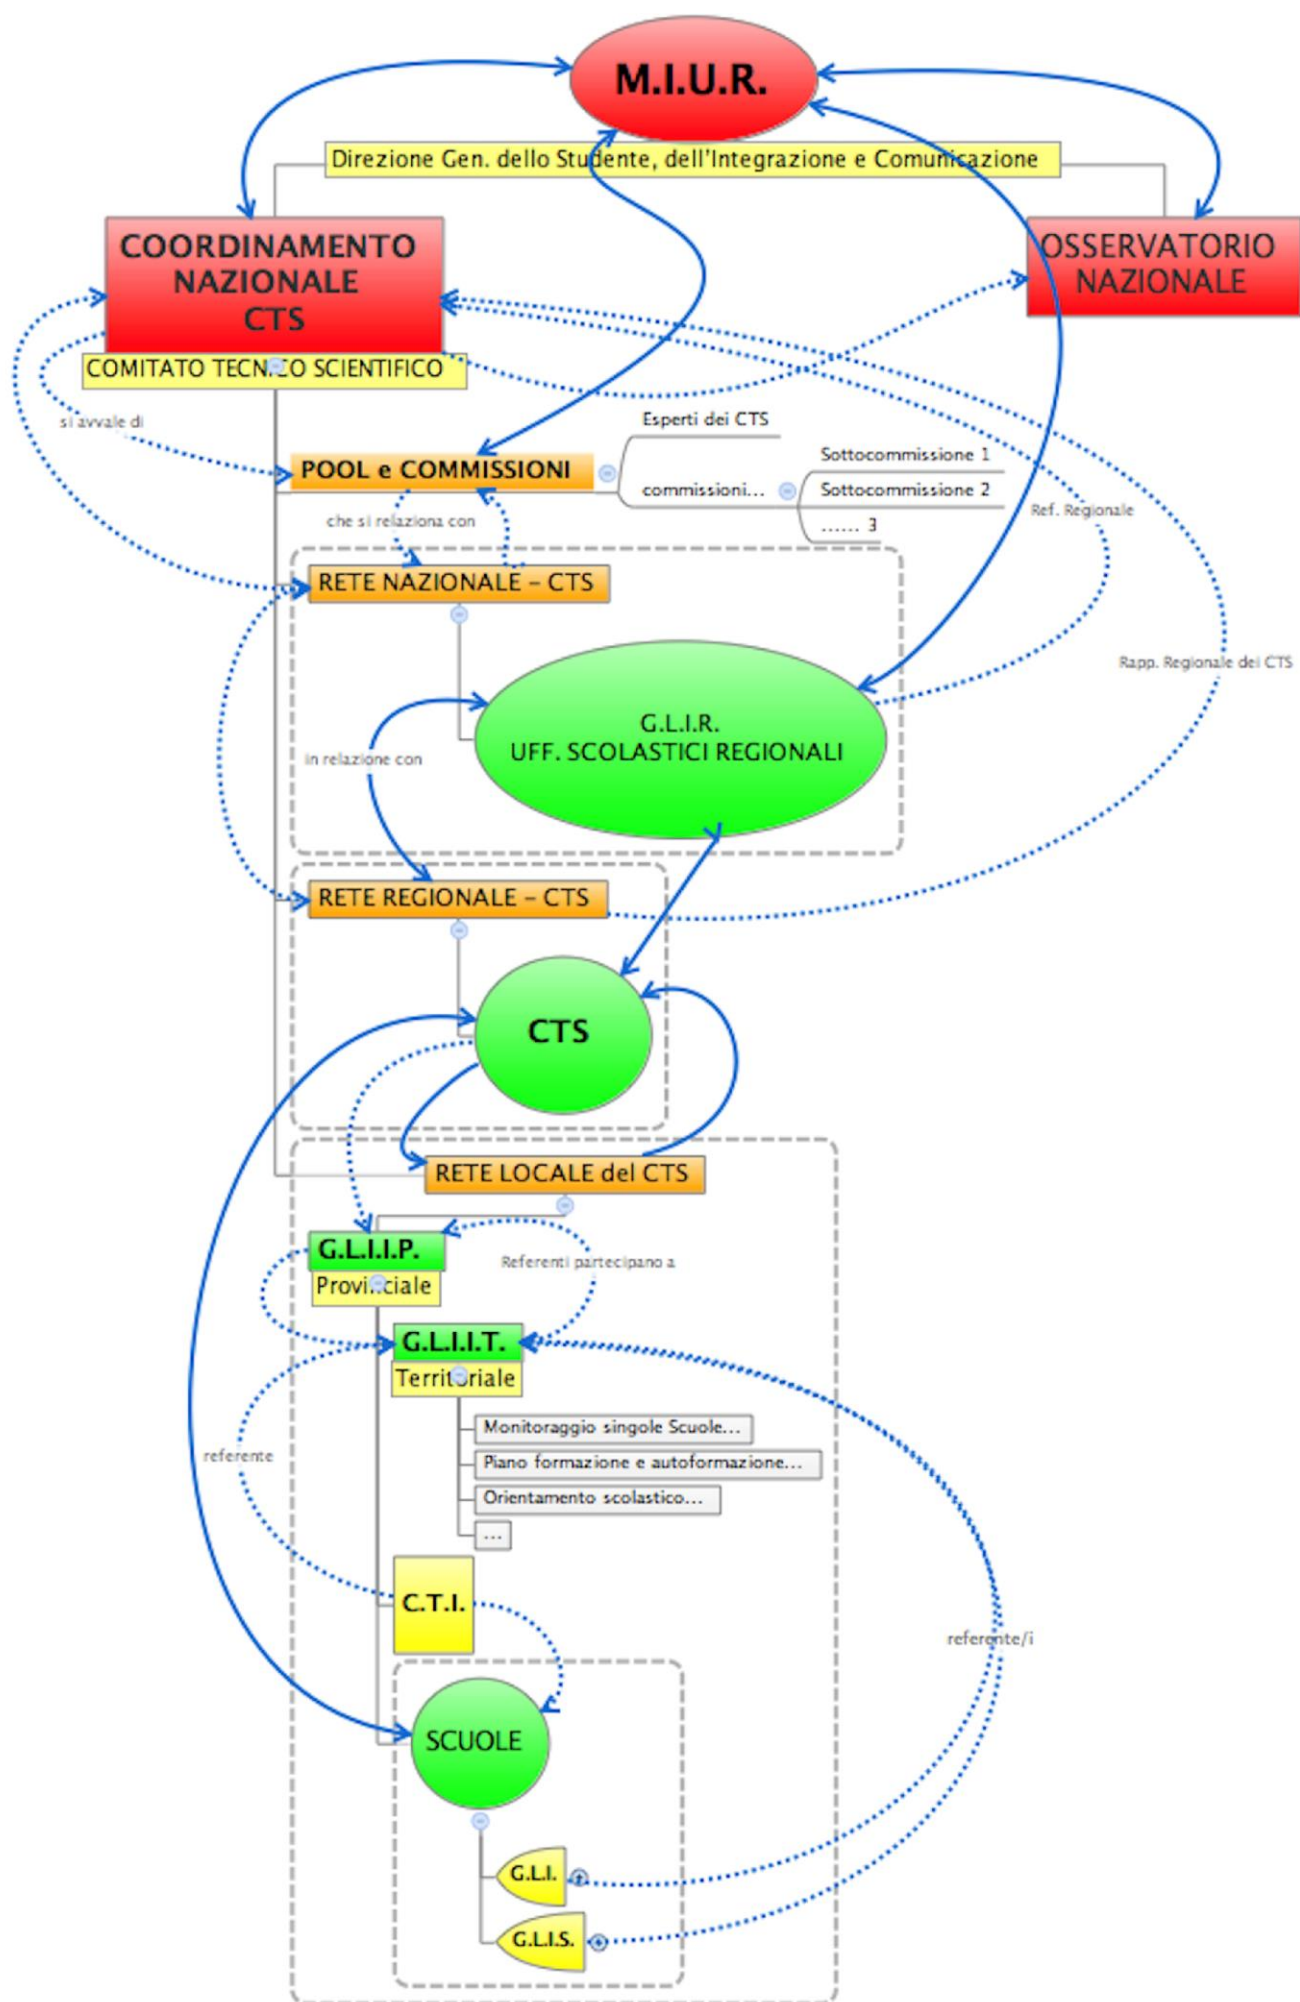 M.I.U.R.
Direzione Gen. dello Studente, dell'Integrazione e Comunicazione
COORDINAMENTO
NAZIONALE
CTS
OSSERVATORIO
NAZIONALE
COMITATO TECNICO SCIENTIFICO
si avvale di
Esperti dei CTS
POOL e COMMISSIONI
commissioni...
Sottocommissione 1
Sottocommissione 2
...... 3
Ref. Regionale
che si relaziona con
RETE NAZIONALE – CTS
Rapp. Regionale dei CTS
G.L.I.R.
UFF. SCOLASTICI REGIONALI
in relazione con
RETE REGIONALE – CTS
CTS
RETE LOCALE del CTS
G.L.I.I.P.
Provinciale
Referenti partecipano a
G.L.I.I.T.
Territoriale
Monitoraggio singole Scuole...
referente
Piano formazione e autoformazione...
Orientamento scolastico...
...
C.T.I.
referente/i
SCUOLE
G.L.I.
G.L.I.S.